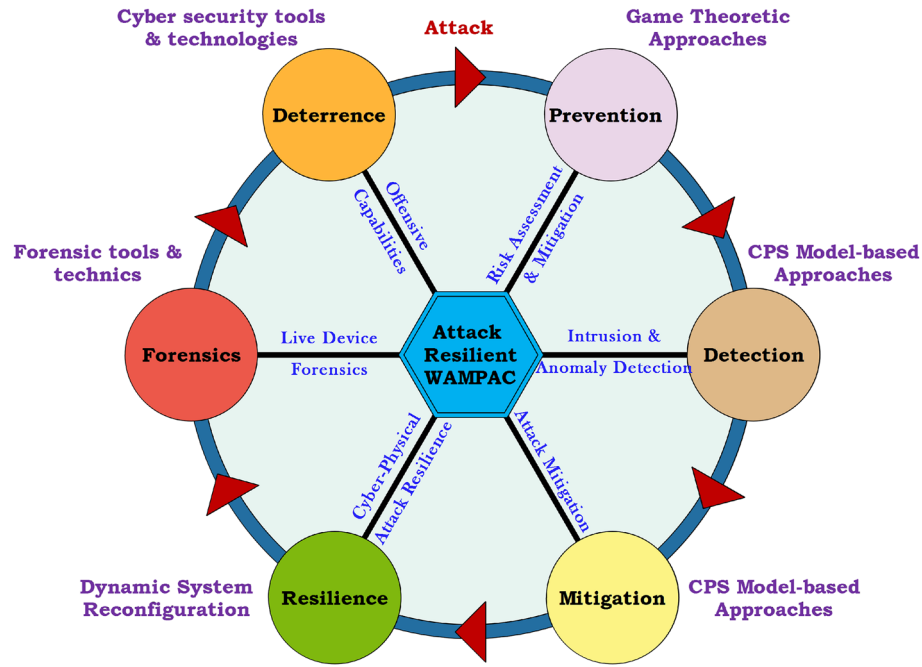 Cyber security tools
& technologies
Attack
Game Theoretic
Approaches
Deterrence
Prevention
Offensive
Capabilities
Risk Assessment
& Mitigation
Forensic tools &
technics
CPS Model-based
Approaches
Forensics
Live Device
Forensics
Attack
Resilient
WAMPAC
Intrusion &
Anomaly Detection
Detection
Cyber-Physical
Attack Resilience
Attack Mitigation
Dynamic System
Reconfiguration
Resilience
Mitigation
CPS Model-based
Approaches